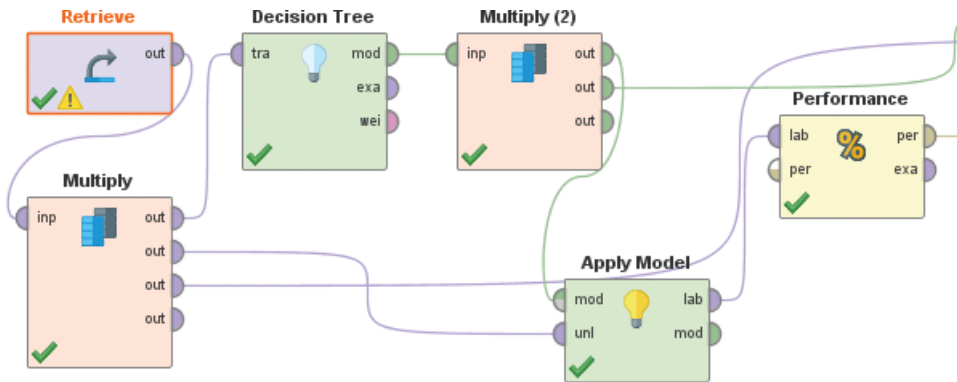 Retrieve
out
Decision Tree
tra
mod
exa
wei
Multiply (2)
inp
out
out
out
Performance
%
lab
per
per
exa
Multiply
inp
out
out
out
out
Apply Model
mod
lab
unl
mod